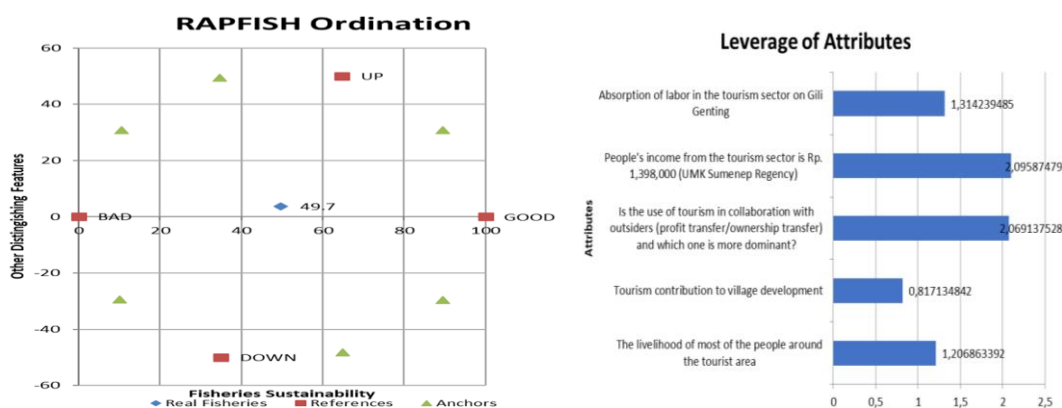 RAPFISH Ordination
60
40
20
0
-20
-40
-60
0
20
40
60
80
100
UP
BAD
49.7
GOOD
DOWN
Other Distingishing Features
Fisheries Sustainability
Real Fisheries References Anchors
Leverage of Attributes
Attributes
Absorption of labor in the tourism sector on Gili
Genting
1,314239485
People's income from the tourism sector is Rp.
1,398,000 (UMK Sumenep Regency)
2,09587479
Is the use of tourism in collaboration with
outsiders (profit transfer/ownership transfer)
and which one is more dominant?
2,069137528
Tourism contribution to village development
0,817134842
The livelihood of most of the people around
the tourist area
1,206863392
0 0,5 1 1,5 2 2,5